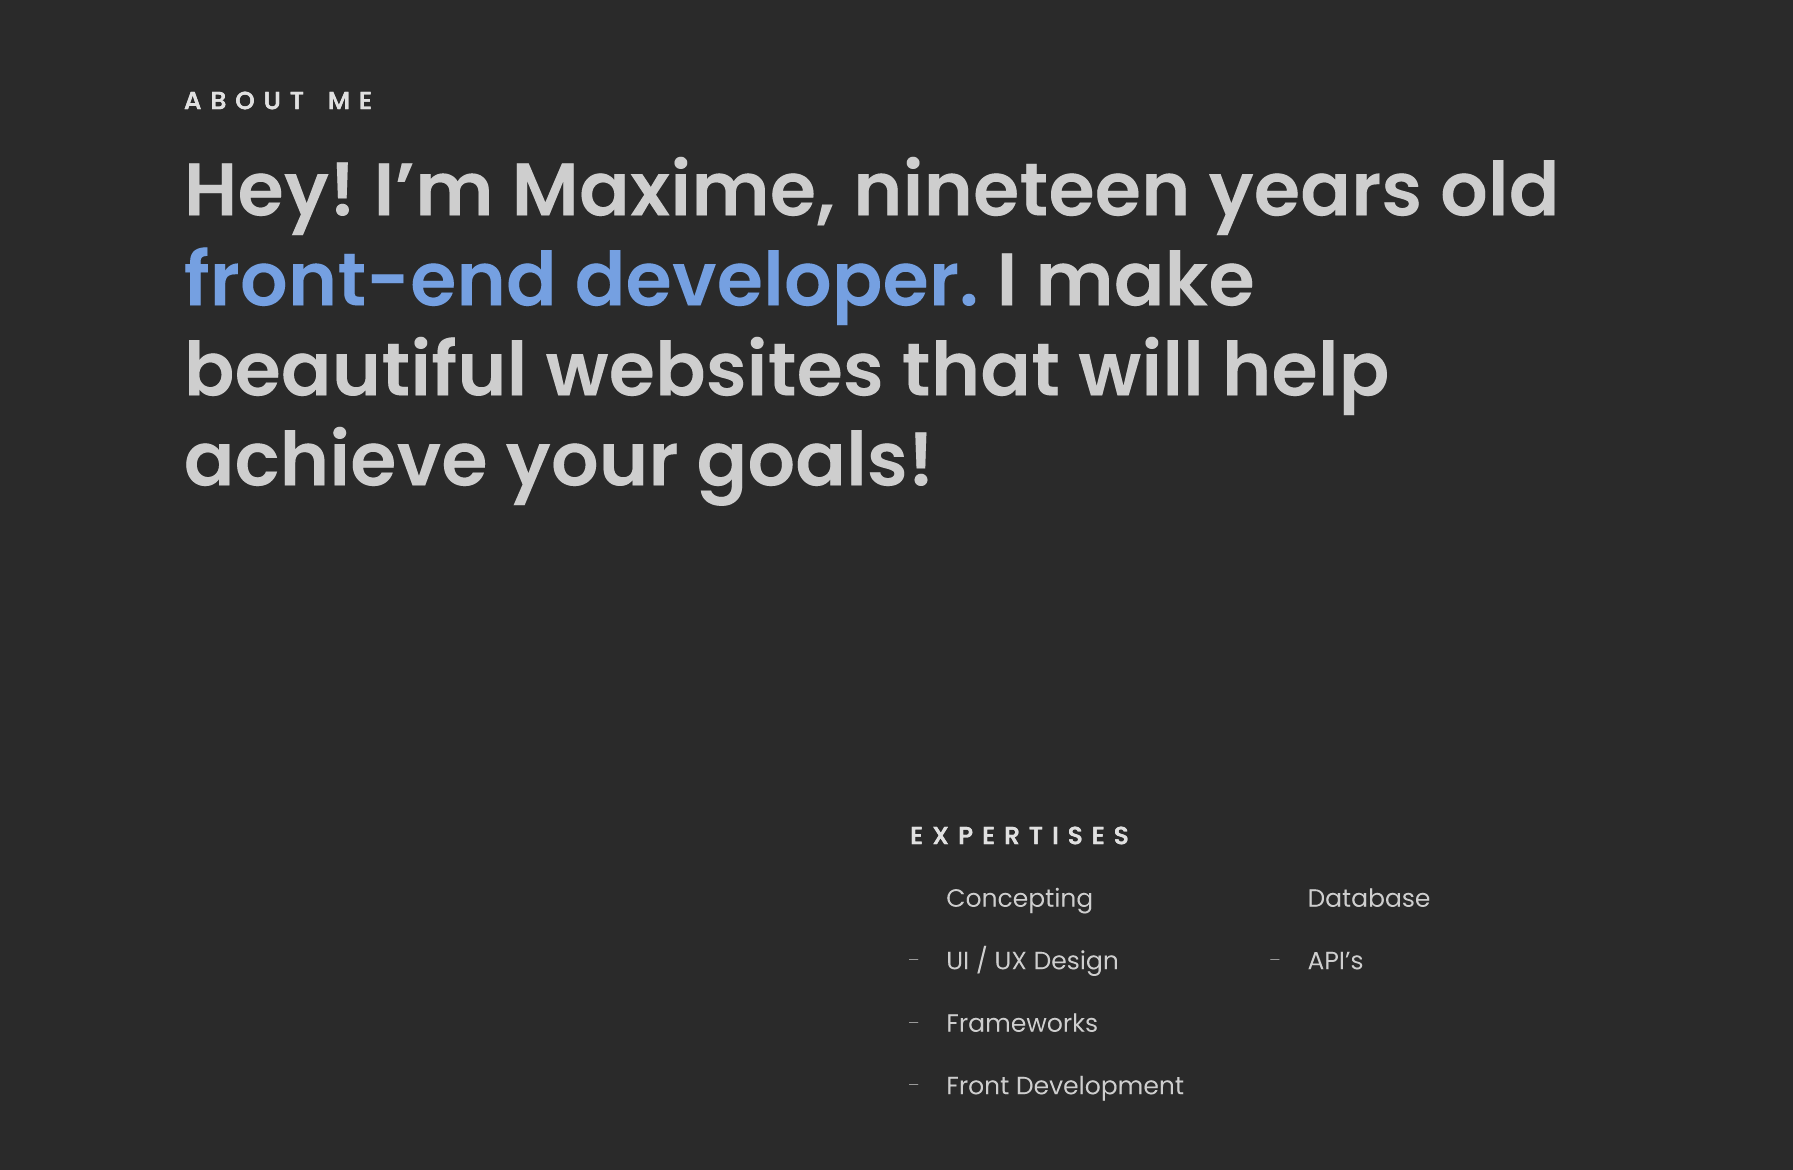 ABOUT ME
Hey! I’m Maxime, nineteen years old
front-end developer. I make
beautiful websites that will help
achieve your goals!
EXPERTISES
Concepting
- UI / UX Design
- Frameworks
- Front Development
Database
- API’s